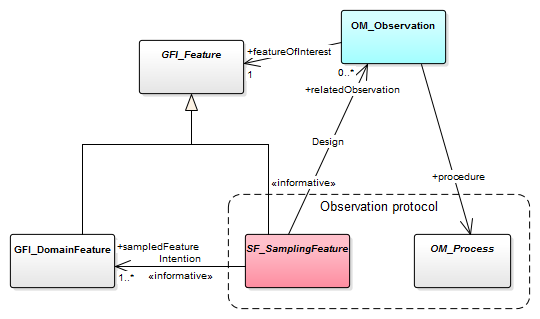 OM_Observation
GFI_Feature
+featureOfInterest
1
0..*
+relatedObservation
Design
+procedure
«informative»
Observation protocol
GFI_DomainFeature
+sampledFeature
Intention
1..*
«informative»
SF_SamplingFeature
OM_Process